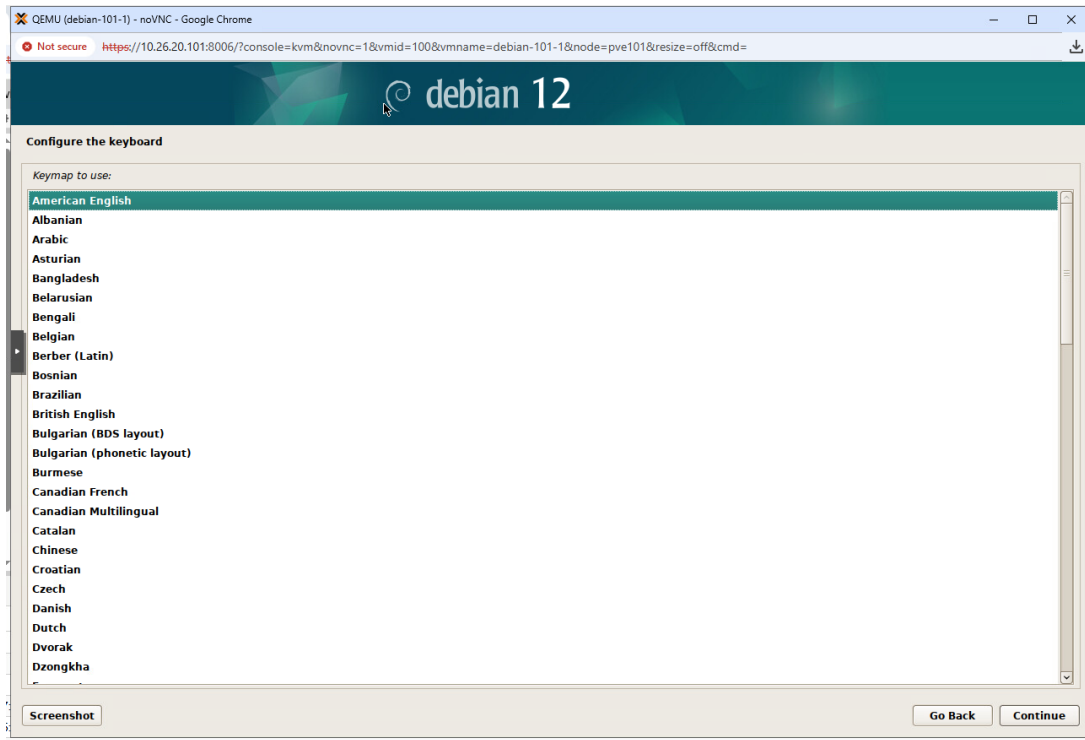 QEMU (debian-101-1) - noVNC - Google Chrome
Not secure https://10.26.20.101:8006/?console=kvm&novnc=1&vmid=100&vmname=debian-101-1&node=pve101&resize=off&cmd=
debian 12
Configure the keyboard
Keymap to use:
American English
Albanian
Arabic
Asturian
Bangladesh
Belarusian
Bengali
Belgian
Berber (Latin)
Bosnian
Brazilian
British English
Bulgarian (BDS layout)
Bulgarian (phonetic layout)
Burmese
Canadian French
Canadian Multilingual
Catalan
Chinese
Croatian
Czech
Danish
Dutch
Dvorak
Dzongkha
Screenshot
Go Back Continue